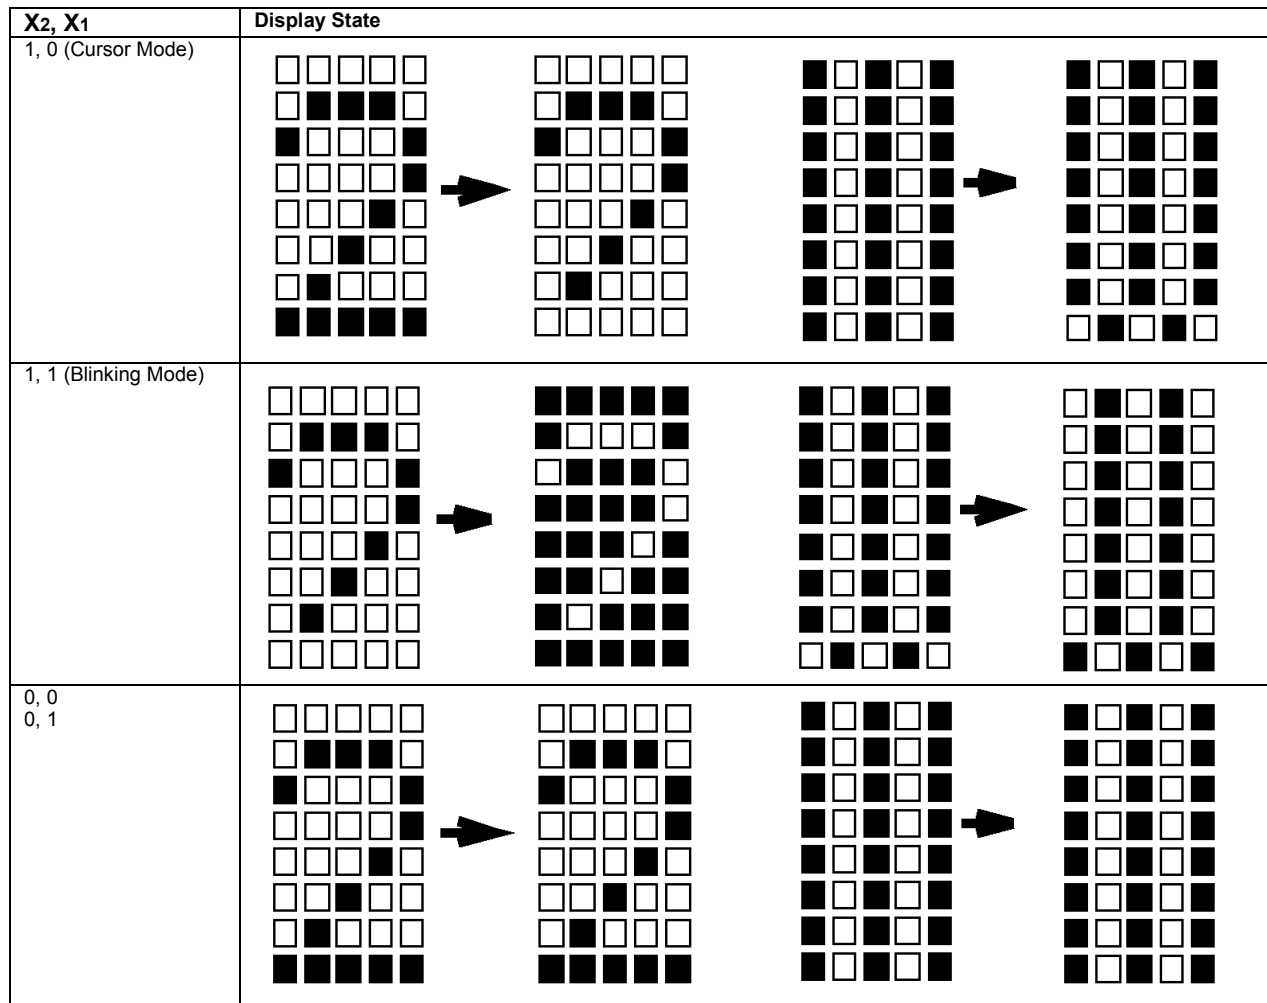 X2, X1 Display State
1, 0 (Cursor Mode)
1, 1 (Blinking Mode)
0, 0
0, 1